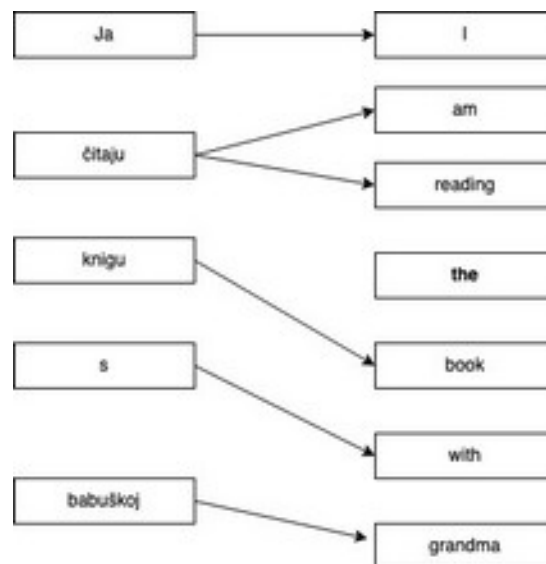 Ja
I
am
čitaju
reading
knigu
the
s
book
with
babuškoj
grandma